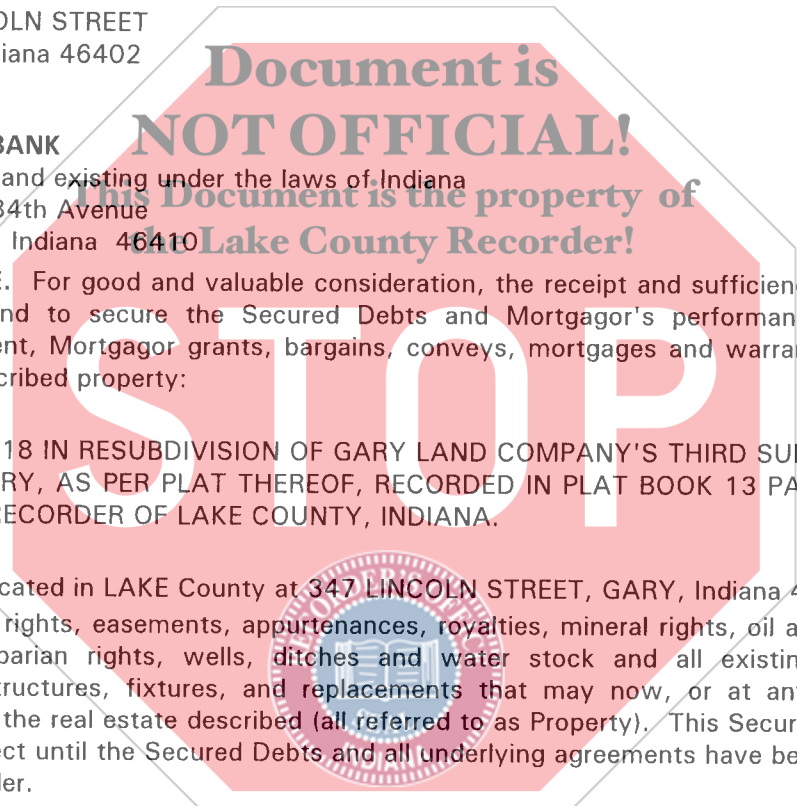 OLN STREET
iana 46402
Document is
NOT OFFICIAL!
BANK
and existing under the laws of Indiana
This Document is the property of
84th Avenue
Indiana 46410
the Lake County Recorder!
E. For good and valuable consideration, the receipt and sufficien
nd to secure the Secured Debts and Mortgagor's performan
ent, Mortgagor grants, bargains, conveys, mortgages and warra
cribed property:
STOP
18 IN RESUBDIVISION OF GARY LAND COMPANY'S THIRD SU
RY, AS PER PLAT THEREOF, RECORDED IN PLAT BOOK 13 PA
RECORDER OF LAKE COUNTY, INDIANA.
cated in LAKE County at 347 LINCOLN STREET, GARY, Indiana 4
rights, easements, appurtenances, royalties, mineral rights, oil a
parian rights, wells, ditches and water stock and all existin
tructures, fixtures, and replacements that may now, or at an
the real estate described (all referred to as Property). This Secur
ect until the Secured Debts and all underlying agreements have be
der.
RECORDER
INDIANA